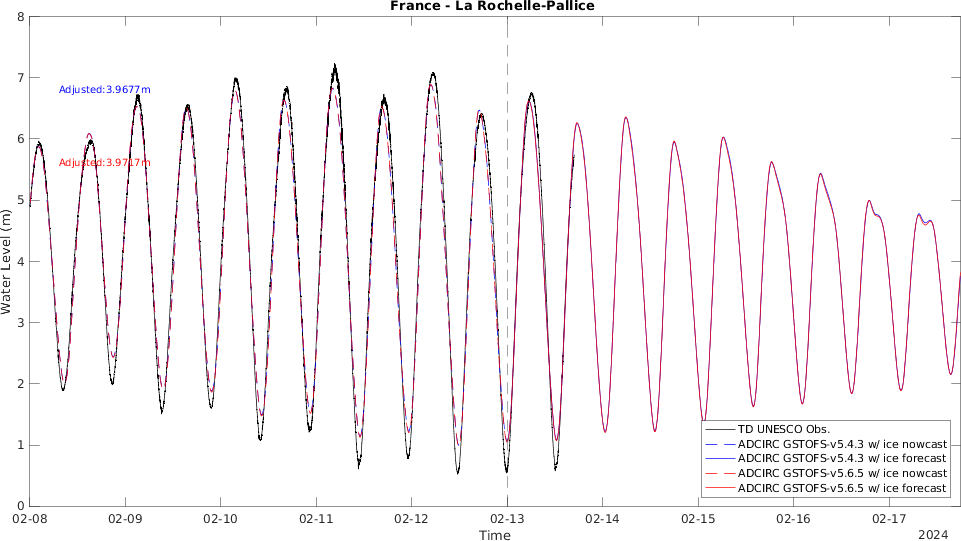 France - La Rochelle-Pallice
8
7
6
5
4
3
2
1
0
Water Level (m)
Adjusted:3.9677m
Adjusted:3.9717m
TD UNESCO Obs.
ADCIRC GSTOFS-v5.4.3 w/ ice nowcast
ADCIRC GSTOFS-v5.4.3 w/ ice forecast
ADCIRC GSTOFS-v5.6.5 w/ ice nowcast
ADCIRC GSTOFS-v5.6.5 w/ ice forecast
02-08 02-09 02-10 02-11 02-12 02-13 02-14 02-15 02-16 02-17
Time
2024